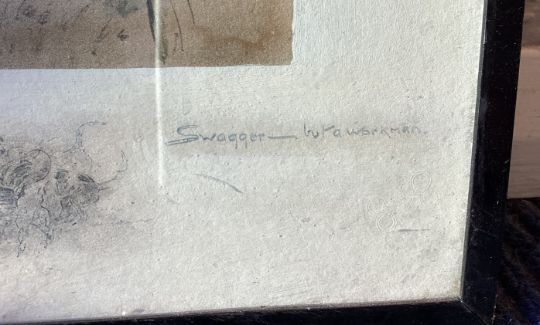 Swagger — but a workman.